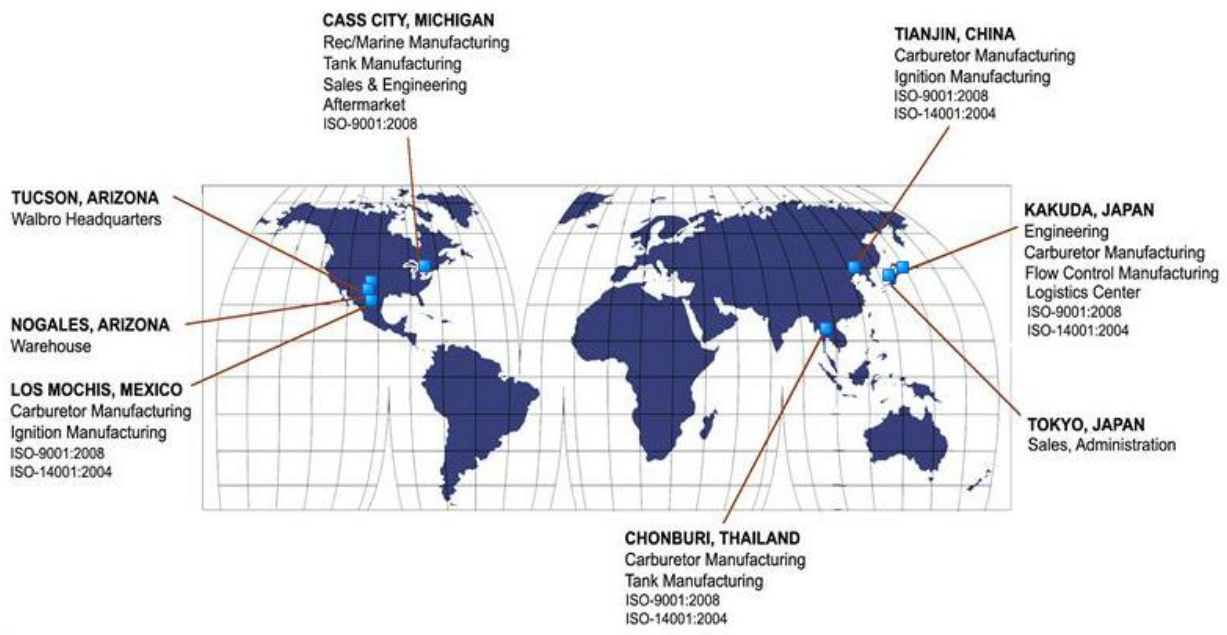 CASS CITY, MICHIGAN
Rec/Marine Manufacturing
Tank Manufacturing
Sales & Engineering
Aftermarket
ISO-9001:2008
TIANJIN, CHINA
Carburetor Manufacturing
Ignition Manufacturing
ISO-9001:2008
ISO-14001:2004
TUCSON, ARIZONA
Walbro Headquarters
KAKUDA, JAPAN
Engineering
Carburetor Manufacturing
Flow Control Manufacturing
Logistics Center
ISO-9001:2008
ISO-14001:2004
NOGALES, ARIZONA
Warehouse
LOS MOCHIS, MEXICO
Carburetor Manufacturing
Ignition Manufacturing
ISO-9001:2008
ISO-14001:2004
TOKYO, JAPAN
Sales, Administration
CHONBURI, THAILAND
Carburetor Manufacturing
Tank Manufacturing
ISO-9001:2008
ISO-14001:2004